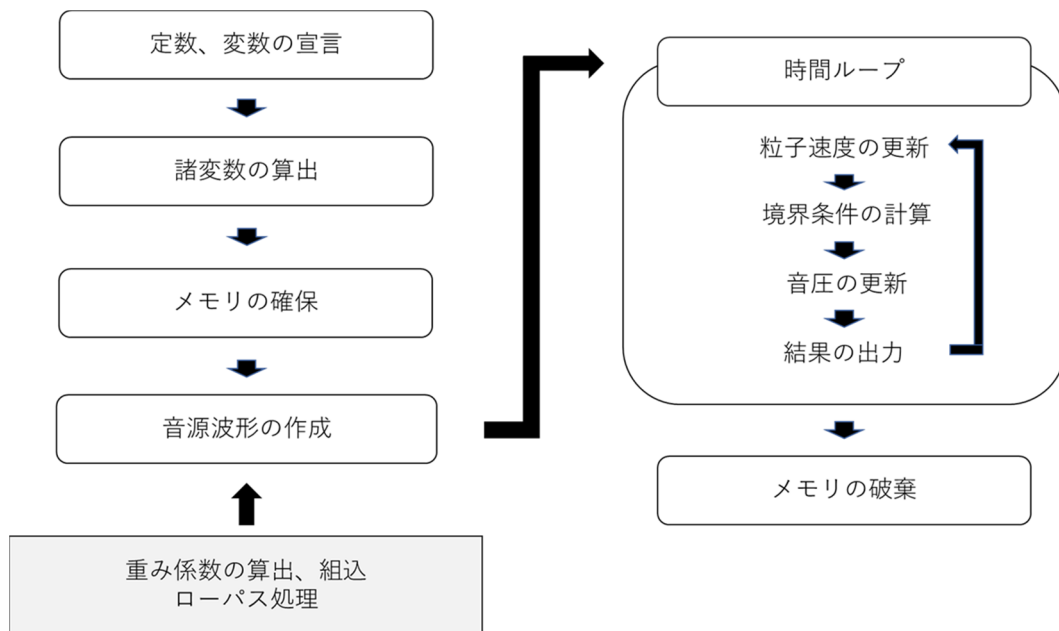 定数、変数の宣言
諸変数の算出
メモリの確保
音源波形の作成
重み係数の算出、組込
ローパス処理
時間ループ
粒子速度の更新
境界条件の計算
音圧の更新
結果の出力
メモリの破棄